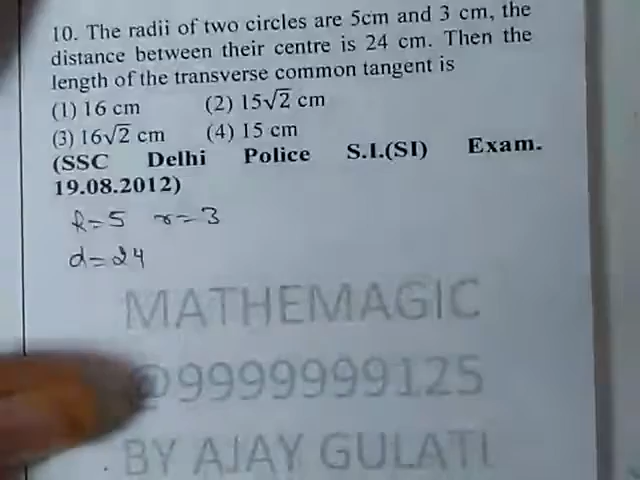 10. The radii of two circles are 5cm and 3 cm, the
distance between their centre is 24 cm. Then the
length of the transverse common tangent is
(1) 16 cm (2) 15√2 cm
(3) 16√2 cm (4) 15 cm
(SSC Delhi Police S.I.(SI) Exam.
19.08.2012)
R=5 r=3
d=24
MATHEMAGIC
@9999999125
BY AJAY GULATI